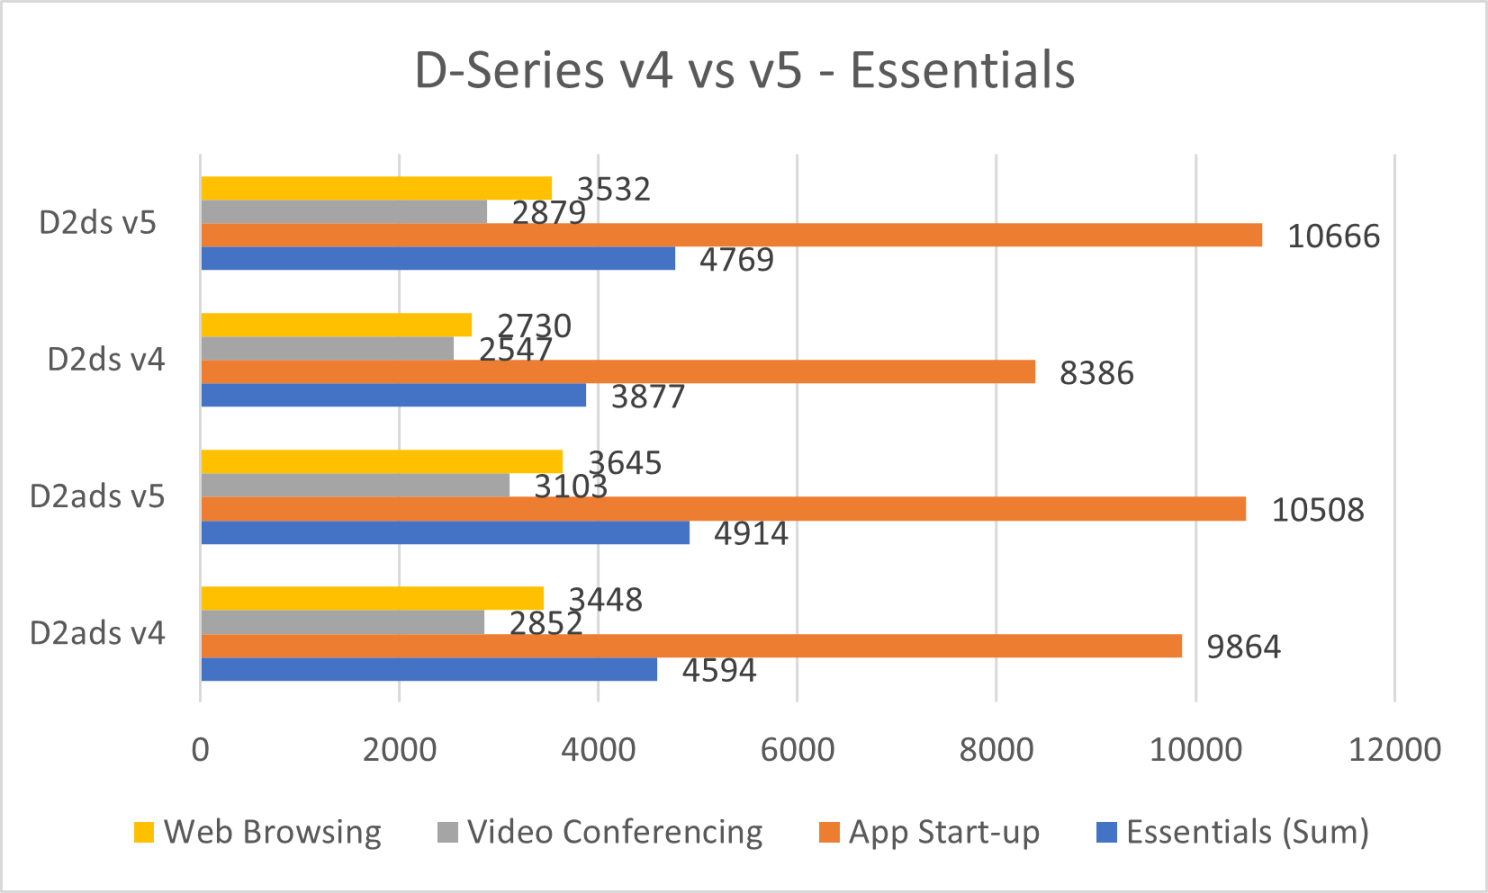 D-Series v4 vs v5 - Essentials
D2ds v5
3532
2879
10666
4769
D2ds v4
2730
2547
8386
3877
D2ads v5
3645
3103
10508
4914
D2ads v4
3448
2852
9864
4594
0 2000 4000 6000 8000 10000 12000
Web Browsing Video Conferencing App Start-up Essentials (Sum)